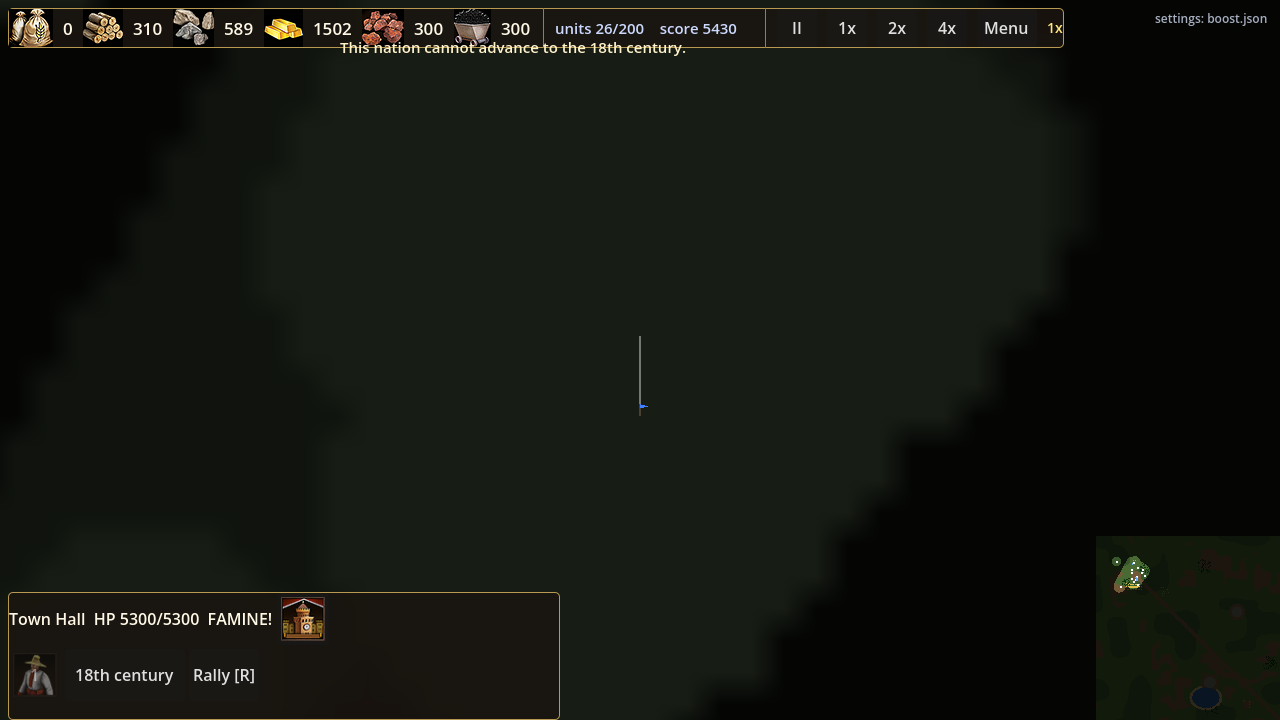 0 310 589 1502 300 300 units 26/200 score 5430 II 1x 2x 4x Menu 1x
settings: boost.json
This nation cannot advance to the 18th century.
Town Hall HP 5300/5300 FAMINE!
18th century Rally [R]